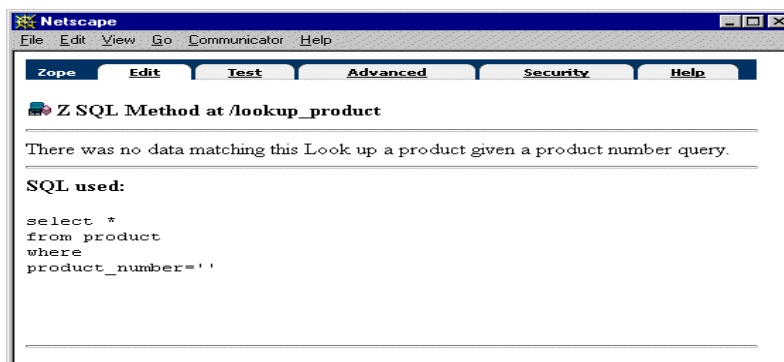 Netscape
File Edit View Go Communicator Help
Zope Edit Test Advanced Security Help
Z SQL Method at /lookup_product
There was no data matching this Look up a product given a product number query.
SQL used:
select *
from product
where
product_number=''